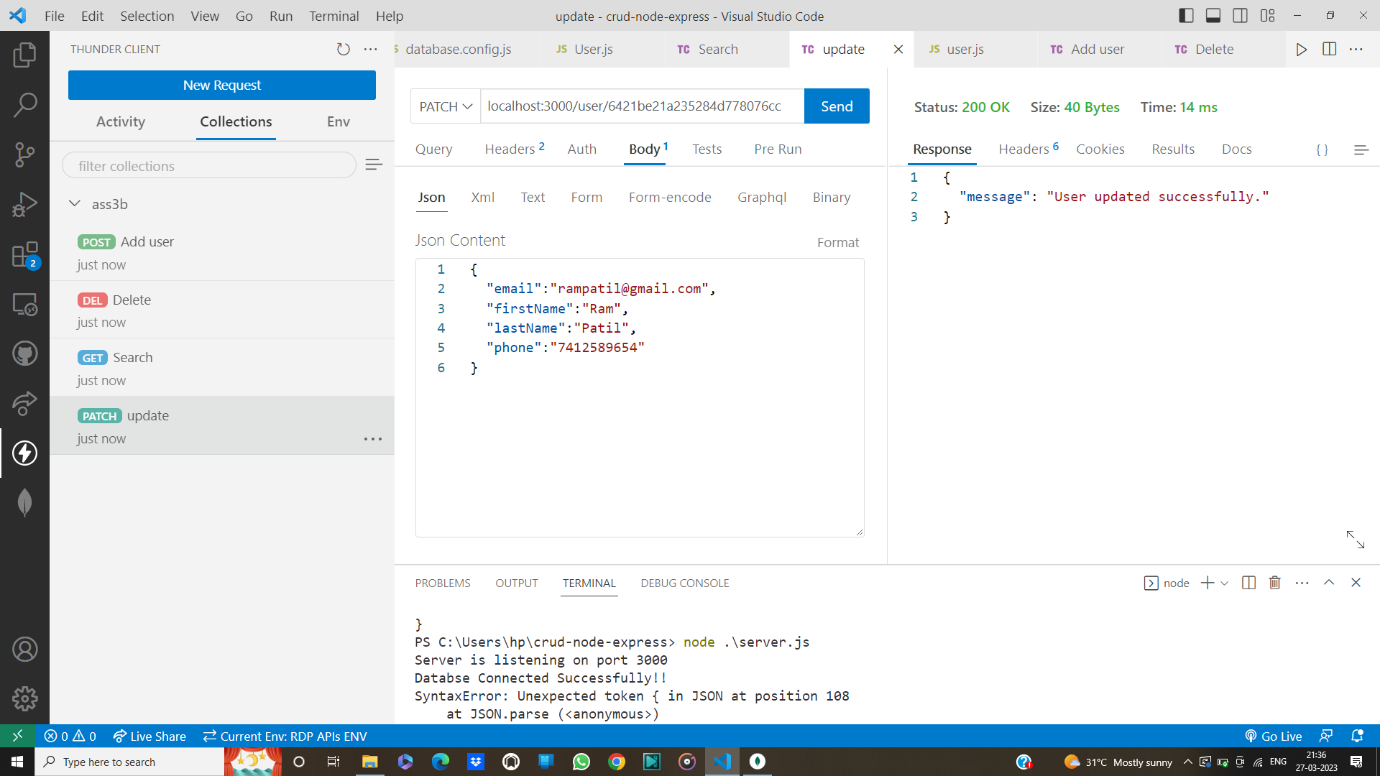 File Edit Selection View Go Run Terminal Help
update - crud-node-express - Visual Studio Code
THUNDER CLIENT
database.config.js
JS User.js
TC Search
TC update
JS user.js
TC Add user
TC Delete
New Request
Activity Collections Env
filter collections
ass3b
POST Add user
just now
DEL Delete
just now
GET Search
just now
PATCH update
just now
2
PATCH localhost:3000/user/6421be21a235284d778076cc Send
Query Headers 2 Auth Body 1 Tests Pre Run
Json Xml Text Form Form-encode Graphql Binary
Json Content Format
1 {
2 "email":"rampatil@gmail.com",
3 "firstName":"Ram",
4 "lastName":"Patil",
5 "phone":"7412589654"
6 }
Status: 200 OK Size: 40 Bytes Time: 14 ms
Response Headers 6 Cookies Results Docs { }
1 {
2 "message": "User updated successfully."
3 }
PROBLEMS OUTPUT TERMINAL DEBUG CONSOLE node
}
PS C:\Users\hp\crud-node-express> node .\server.js
Server is listening on port 3000
Databse Connected Successfully!!
SyntaxError: Unexpected token { in JSON at position 108
at JSON.parse (<anonymous>)
0 0 Live Share Current Env: RDP APIs ENV Go Live
Type here to search
31°C Mostly sunny ENG 21:36
27-03-2023